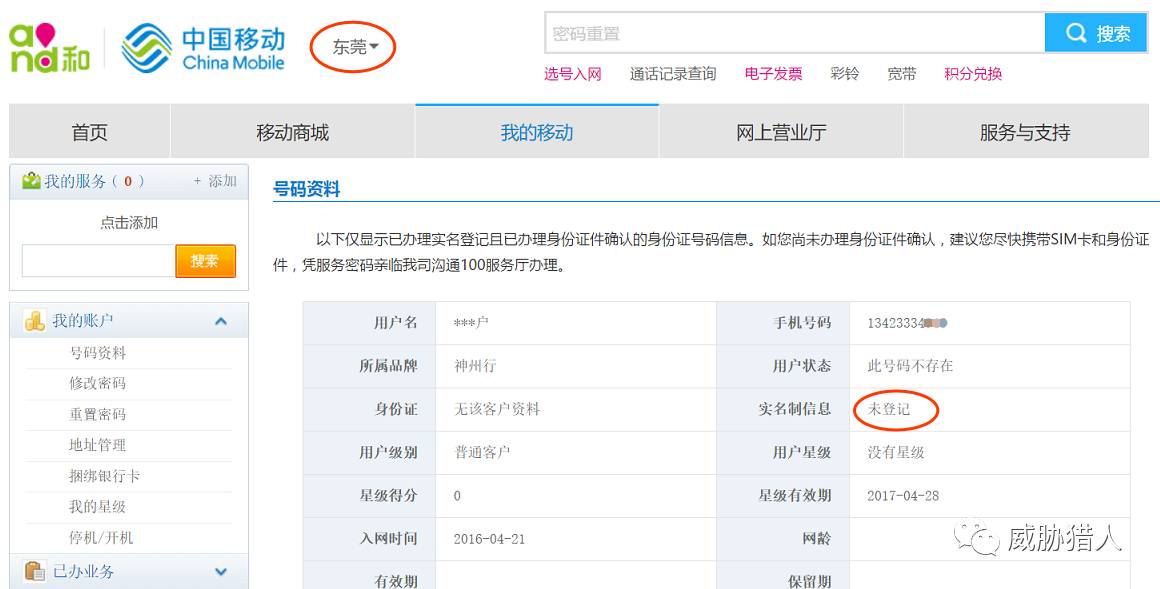 and和
中国移动
China Mobile
东莞
密码重置
搜索
选号入网 通话记录查询 电子发票 彩铃 宽带 积分兑换
首页 移动商城 我的移动 网上营业厅 服务与支持
我的服务（0） + 添加
点击添加
搜索
我的账户
号码资料
修改密码
重置密码
地址管理
捆绑银行卡
我的星级
停机/开机
已办业务
号码资料
以下仅显示已办理实名登记且已办理身份证件确认的身份证号码信息。如您尚未办理身份证件确认，建议您尽快携带SIM卡和身份证
件，凭服务密码亲临我司沟通100服务厅办理。
用户名 ***户 手机号码 13423334
所属品牌 神州行 用户状态 此号码不存在
身份证 无该客户资料 实名制信息 未登记
用户级别 普通客户 用户星级 没有星级
星级得分 0 星级有效期 2017-04-28
入网时间 2016-04-21 网龄
有效期 保留期
威胁猎人